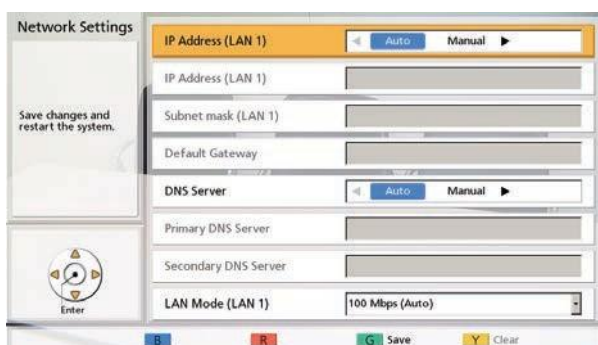 Network Settings
Save changes and
restart the system.
Enter
IP Address (LAN 1)
Auto Manual
IP Address (LAN 1)
Subnet mask (LAN 1)
Default Gateway
DNS Server
Auto Manual
Primary DNS Server
Secondary DNS Server
LAN Mode (LAN 1)
100 Mbps (Auto)
B R G Save Y Clear